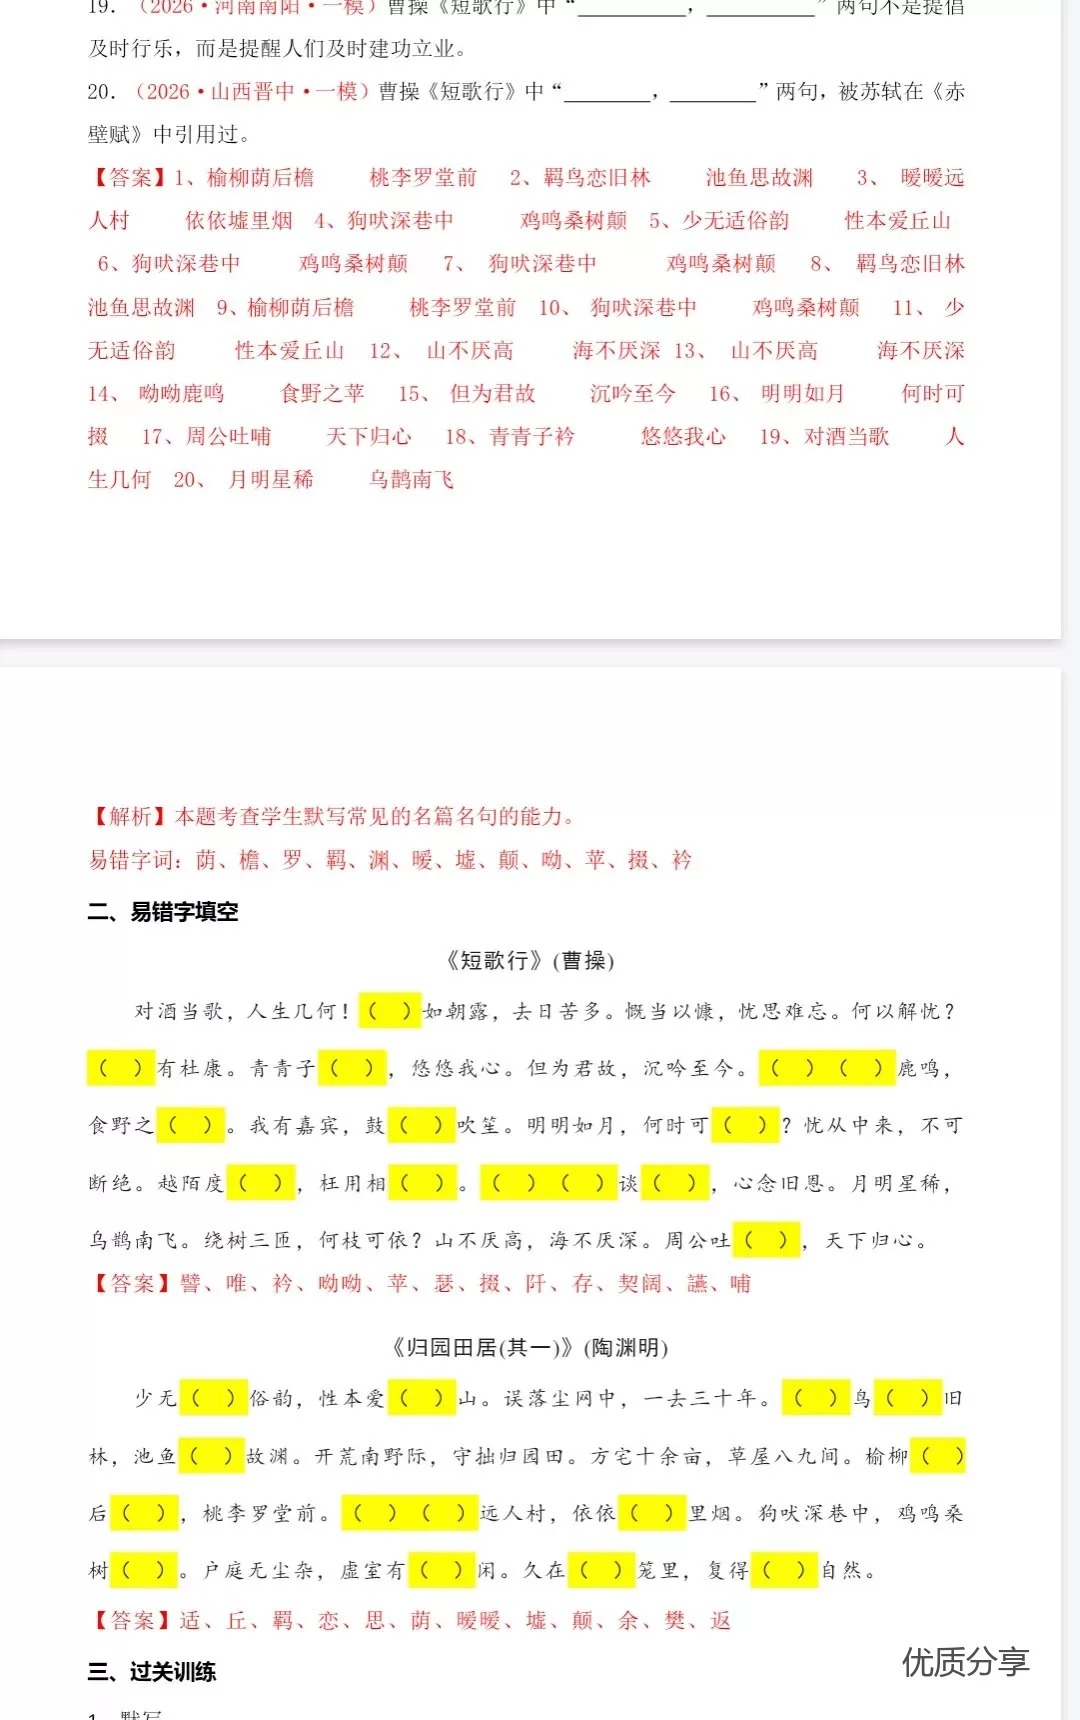 19. （2026·河南南阳·一模）曹操《短歌行》中“__________，__________”两句不是提倡
及时行乐，而是提醒人们及时建功立业。
20. （2026·山西晋中·一模）曹操《短歌行》中“________，________”两句，被苏轼在《赤
壁赋》中引用过。
【答案】1、榆柳荫后檐 桃李罗堂前 2、羁鸟恋旧林 池鱼思故渊 3、 暧暧远
人村 依依墟里烟 4、狗吠深巷中 鸡鸣桑树颠 5、少无适俗韵 性本爱丘山
6、狗吠深巷中 鸡鸣桑树颠 7、 狗吠深巷中 鸡鸣桑树颠 8、 羁鸟恋旧林
池鱼思故渊 9、榆柳荫后檐 桃李罗堂前 10、 狗吠深巷中 鸡鸣桑树颠 11、 少
无适俗韵 性本爱丘山 12、 山不厌高 海不厌深 13、 山不厌高 海不厌深
14、 呦呦鹿鸣 食野之苹 15、 但为君故 沉吟至今 16、 明明如月 何时可
掇 17、周公吐哺 天下归心 18、青青子衿 悠悠我心 19、对酒当歌 人
生几何 20、 月明星稀 乌鹊南飞
【解析】本题考查学生默写常见的名篇名句的能力。
易错字词：荫、檐、罗、羁、渊、暧、墟、颠、呦、苹、掇、衿
二、易错字填空
《短歌行》(曹操)
对酒当歌，人生几何！（ ）如朝露，去日苦多。慨当以慷，忧思难忘。何以解忧？
（ ）有杜康。青青子（ ），悠悠我心。但为君故，沉吟至今。（ ）（ ）鹿鸣，
食野之（ ）。我有嘉宾，鼓（ ）吹笙。明明如月，何时可（ ）？忧从中来，不可
断绝。越陌度（ ），枉用相（ ）。（ ）（ ）谈（ ），心念旧恩。月明星稀，
乌鹊南飞。绕树三匝，何枝可依？山不厌高，海不厌深。周公吐（ ），天下归心。
【答案】譬、唯、衿、呦呦、苹、瑟、掇、阡、存、契阔、讌、哺
《归园田居(其一)》(陶渊明)
少无（ ）俗韵，性本爱（ ）山。误落尘网中，一去三十年。（ ）鸟（ ）旧
林，池鱼（ ）故渊。开荒南野际，守拙归园田。方宅十余亩，草屋八九间。榆柳（ ）
后（ ），桃李罗堂前。（ ）（ ）远人村，依依（ ）里烟。狗吠深巷中，鸡鸣桑
树（ ）。户庭无尘杂，虚室有（ ）闲。久在（ ）笼里，复得（ ）自然。
【答案】适、丘、羁、恋、思、荫、暧暧、墟、颠、余、樊、返
优质分享
三、过关训练
1．默写